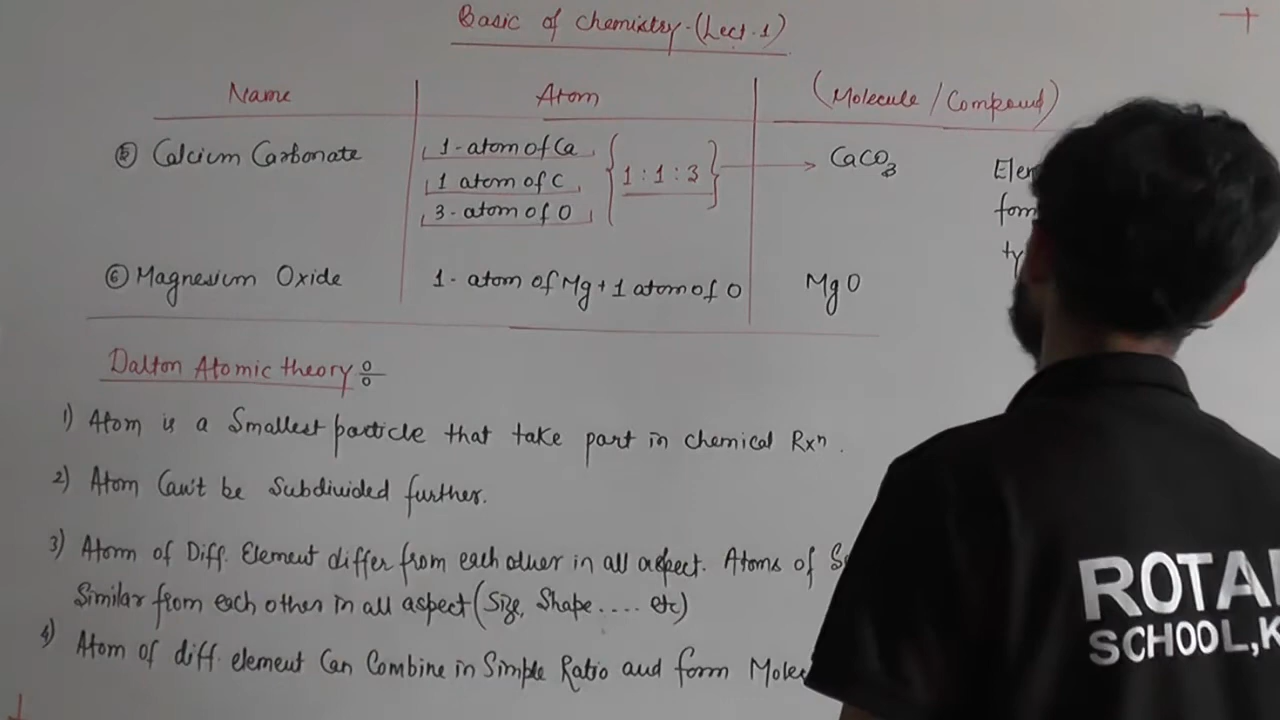 Basic of chemistry-(Lect.1)
Name Atom (Molecule/Compound)
⑤ Calcium Carbonate 1-atom of Ca 1:1:3 CaCO3
1 atom of C
3-atom of O
⑥ Magnesium Oxide 1-atom of Mg+1 atom of O MgO
Dalton Atomic theory
1) Atom is a Smallest particle that take part in chemical Rxn.
2) Atom Can't be Subdivided further.
3) Atom of Diff. Element differ from each other in all aspect. Atoms of
Similar from each other in all aspect (Size, Shape.... etc)
4) Atom of diff. element Can Combine in Simple Ratio and form
ROTA
SCHOOL, K